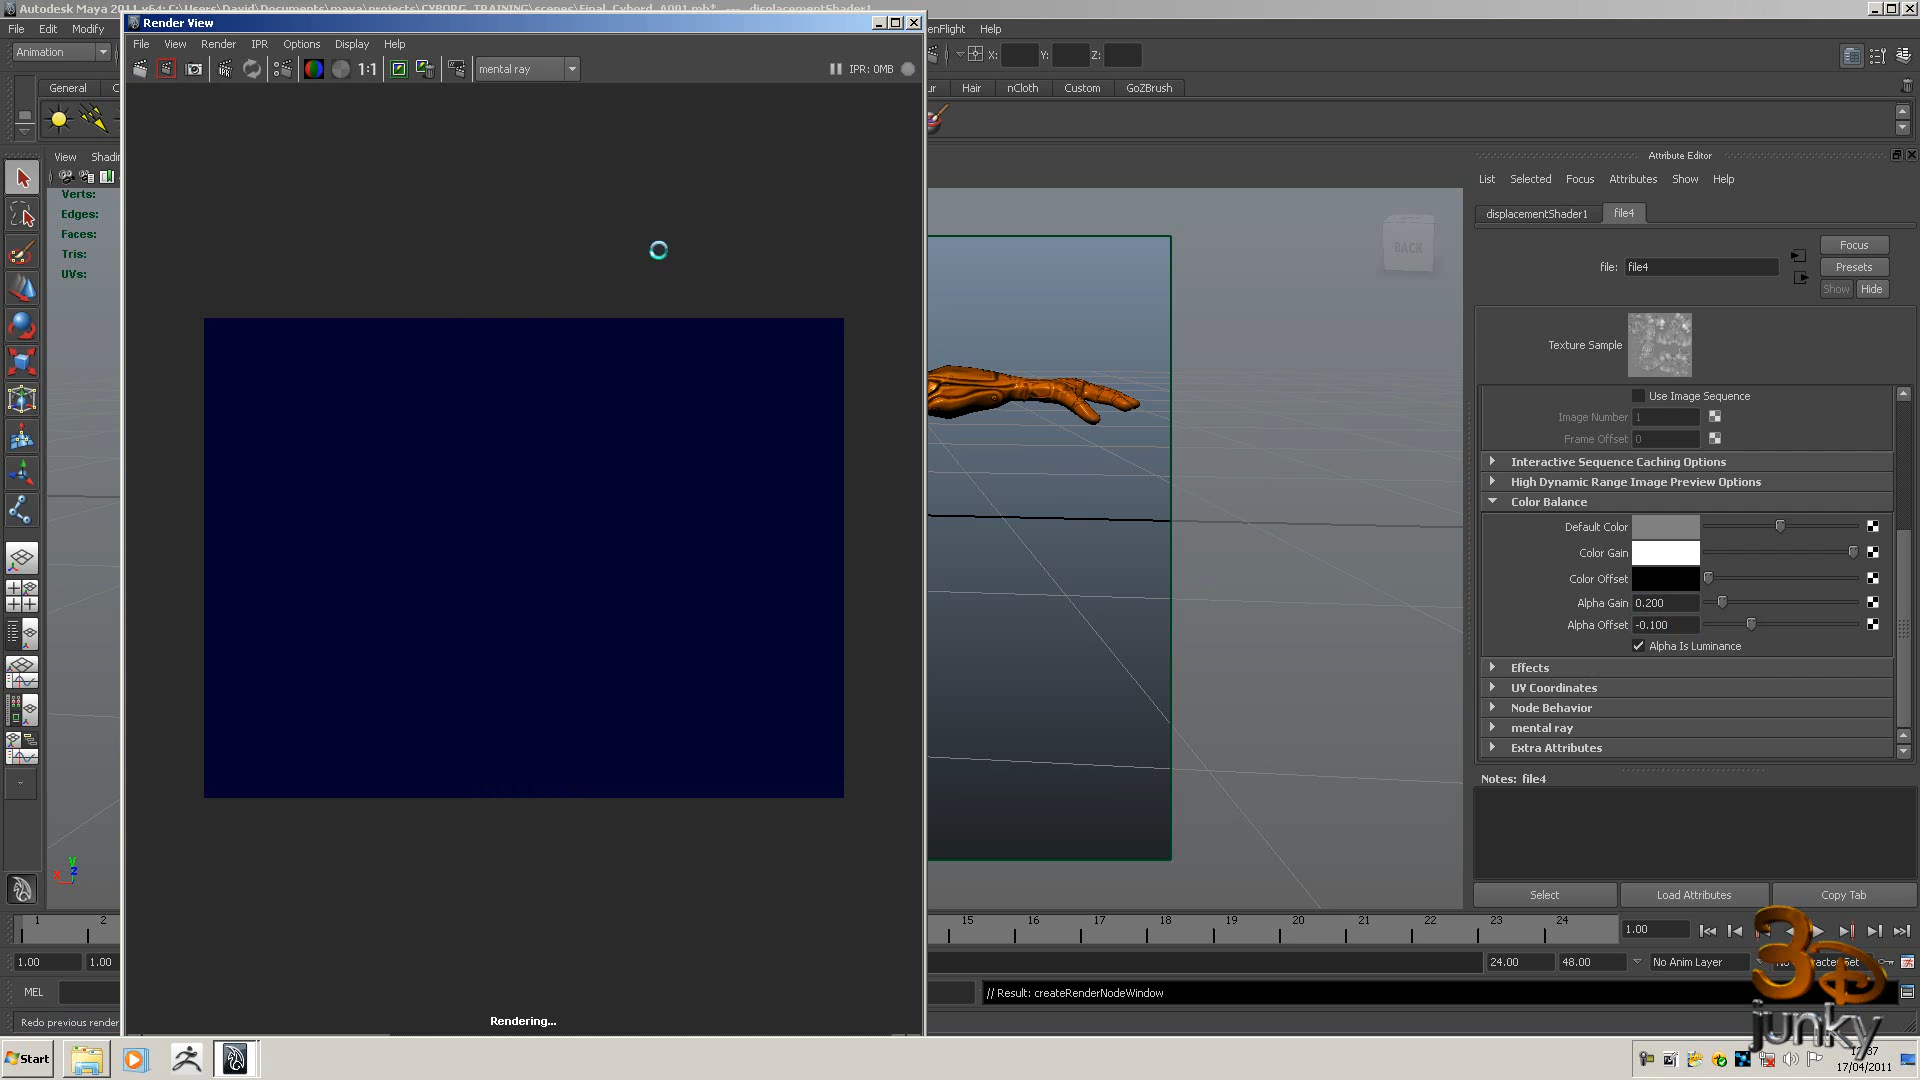 Autodesk Maya 2011 x64: C:\Users\David\Documents\maya\projects\CYBORG_TRAINING\scenes\Final_Cyborg_A001.mb* --- displacementShader1
Render View
File Edit Modify
File View Render IPR Options Display Help
enFlight Help
Animation
mental ray
1:1
IPR: 0MB
X: Y: Z:
General C
ur Hair nCloth Custom GoZBrush
View Shadin
Verts:
Edges:
Faces:
Tris:
UVs:
BACK
Attribute Editor
List Selected Focus Attributes Show Help
displacementShader1 file4
file: file4
Focus
Presets
Show Hide
Texture Sample
Use Image Sequence
Image Number 1
Frame Offset 0
Interactive Sequence Caching Options
High Dynamic Range Image Preview Options
Color Balance
Default Color
Color Gain
Color Offset
Alpha Gain 0.200
Alpha Offset -0.100
Alpha Is Luminance
Effects
UV Coordinates
Node Behavior
mental ray
Extra Attributes
Notes: file4
Select Load Attributes Copy Tab
1 2 15 16 17 18 19 20 21 22 23 24 1.00
1.00 1.00 24.00 48.00 No Anim Layer
MEL // Result: createRenderNodeWindow
Redo previous render
Rendering...
3D
junky
Start
17/04/2011